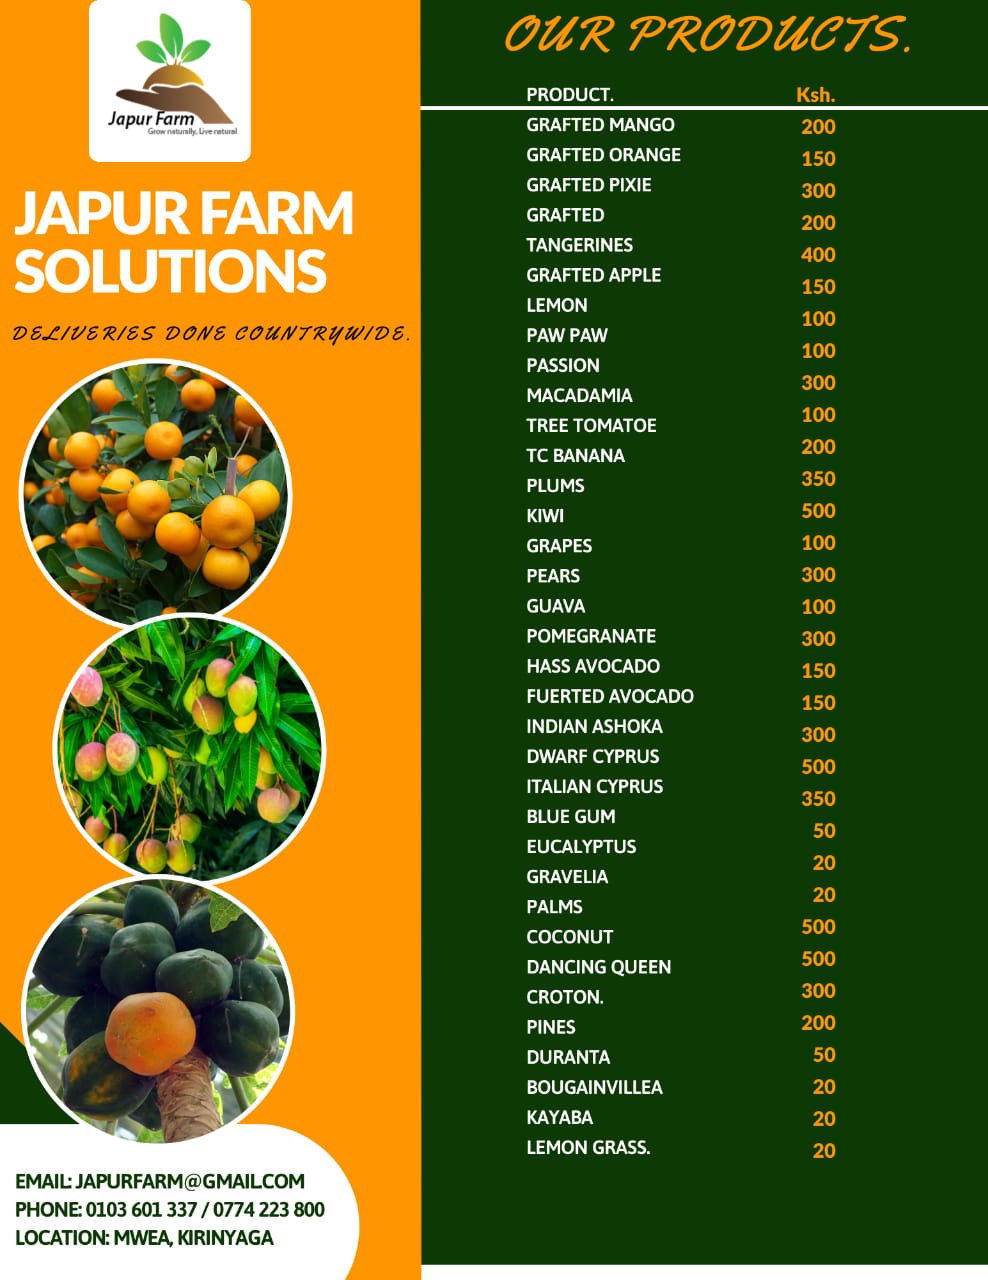 Japur Farm
Grow naturally, Live natural
JAPUR FARM
SOLUTIONS
DELIVERIES DONE COUNTRYWIDE.
EMAIL: JAPURFARM@GMAIL.COM
PHONE: 0103 601 337 / 0774 223 800
LOCATION: MWEA, KIRINYAGA
OUR PRODUCTS.
PRODUCT. Ksh.
GRAFTED MANGO 200
GRAFTED ORANGE 150
GRAFTED PIXIE 300
GRAFTED 200
TANGERINES 400
GRAFTED APPLE 150
LEMON 100
PAW PAW 100
PASSION 300
MACADAMIA 100
TREE TOMATOE 200
TC BANANA 350
PLUMS 500
KIWI 100
GRAPES 300
PEARS 100
GUAVA 300
POMEGRANATE 150
HASS AVOCADO 150
FUERTED AVOCADO 300
INDIAN ASHOKA 500
DWARF CYPRUS 350
ITALIAN CYPRUS 50
BLUE GUM 20
EUCALYPTUS 20
GRAVELIA 500
PALMS 500
COCONUT 300
DANCING QUEEN 200
CROTON. 50
PINES 20
DURANTA 20
BOUGAINVILLEA 20
KAYABA
LEMON GRASS.